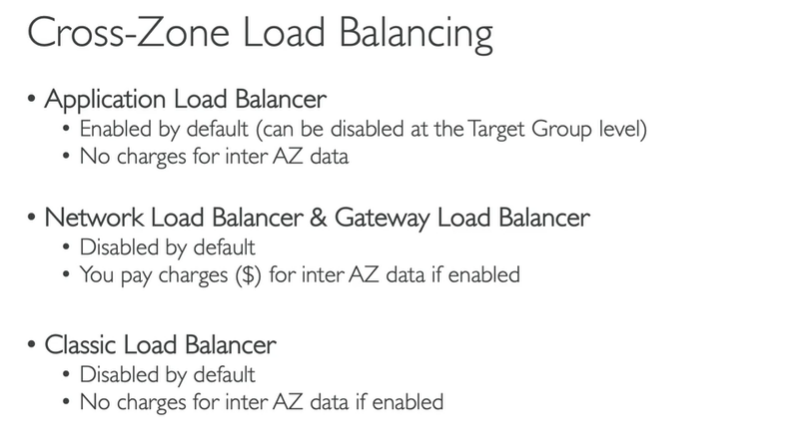 Cross-Zone Load Balancing
• Application Load Balancer
• Enabled by default (can be disabled at the Target Group level)
• No charges for inter AZ data
• Network Load Balancer & Gateway Load Balancer
• Disabled by default
• You pay charges ($) for inter AZ data if enabled
• Classic Load Balancer
• Disabled by default
• No charges for inter AZ data if enabled